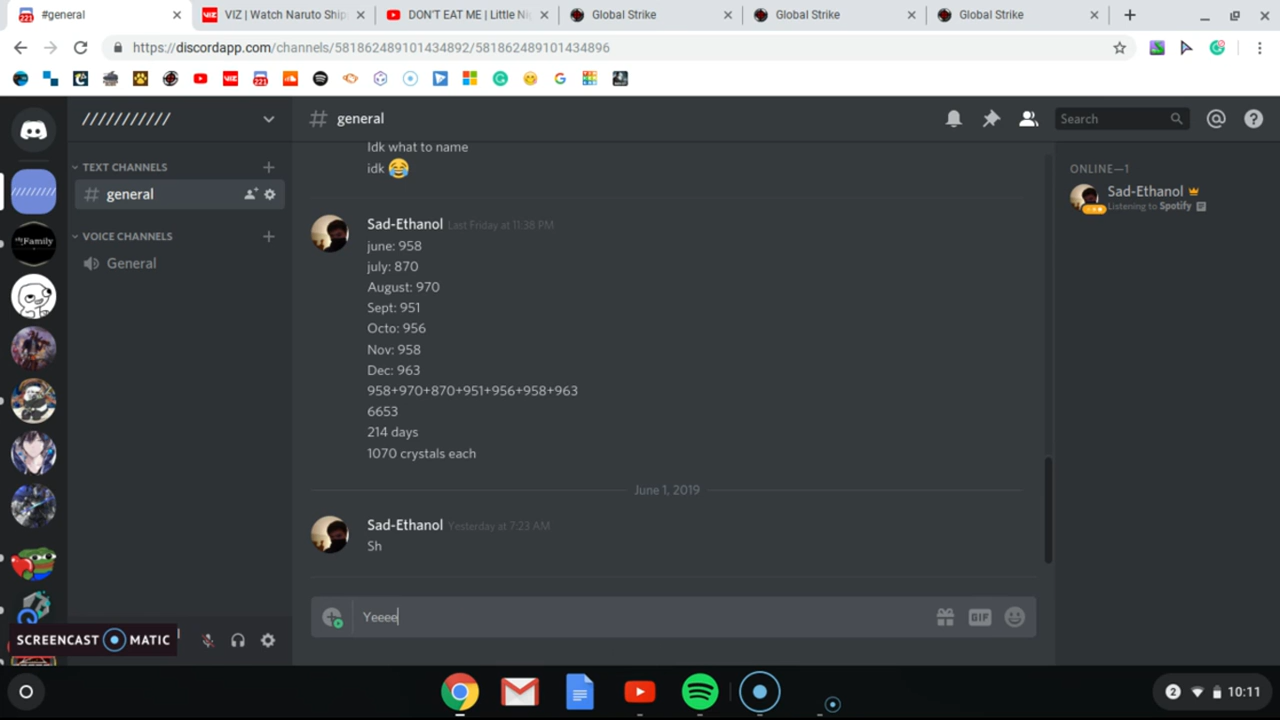 #general
VIZ | Watch Naruto Ship
DON'T EAT ME | Little Ni
Global Strike
Global Strike
Global Strike
https://discordapp.com/channels/581862489101434892/581862489101434896
///////////
general
Search
TEXT CHANNELS
general
VOICE CHANNELS
General
Idk what to name
idk 😂
Sad-Ethanol Last Friday at 11:38 PM
june: 958
july: 870
August: 970
Sept: 951
Octo: 956
Nov: 958
Dec: 963
958+970+870+951+956+958+963
6653
214 days
1070 crystals each
June 1, 2019
Sad-Ethanol Yesterday at 7:23 AM
Sh
Yeeee
GIF
ONLINE—1
Sad-Ethanol
Listening to Spotify
Family
SCREENCAST MATIC
2 10:11